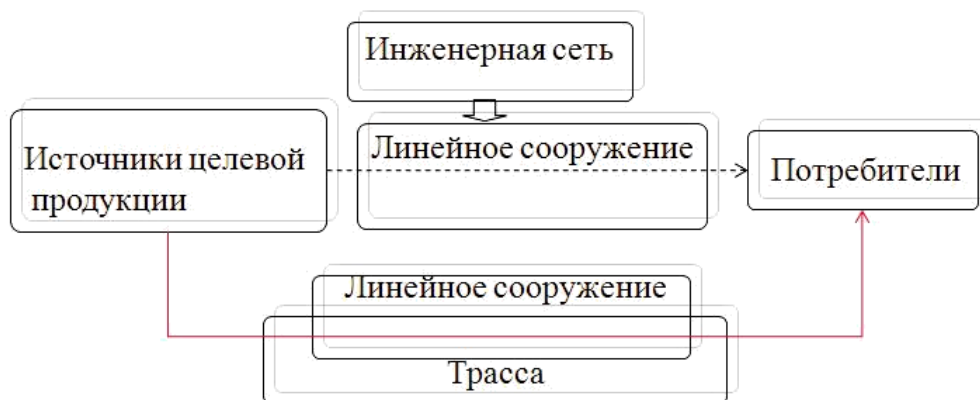 Инженерная сеть
Источники целевой
продукции
Линейное сооружение
Потребители
Линейное сооружение
Трасса